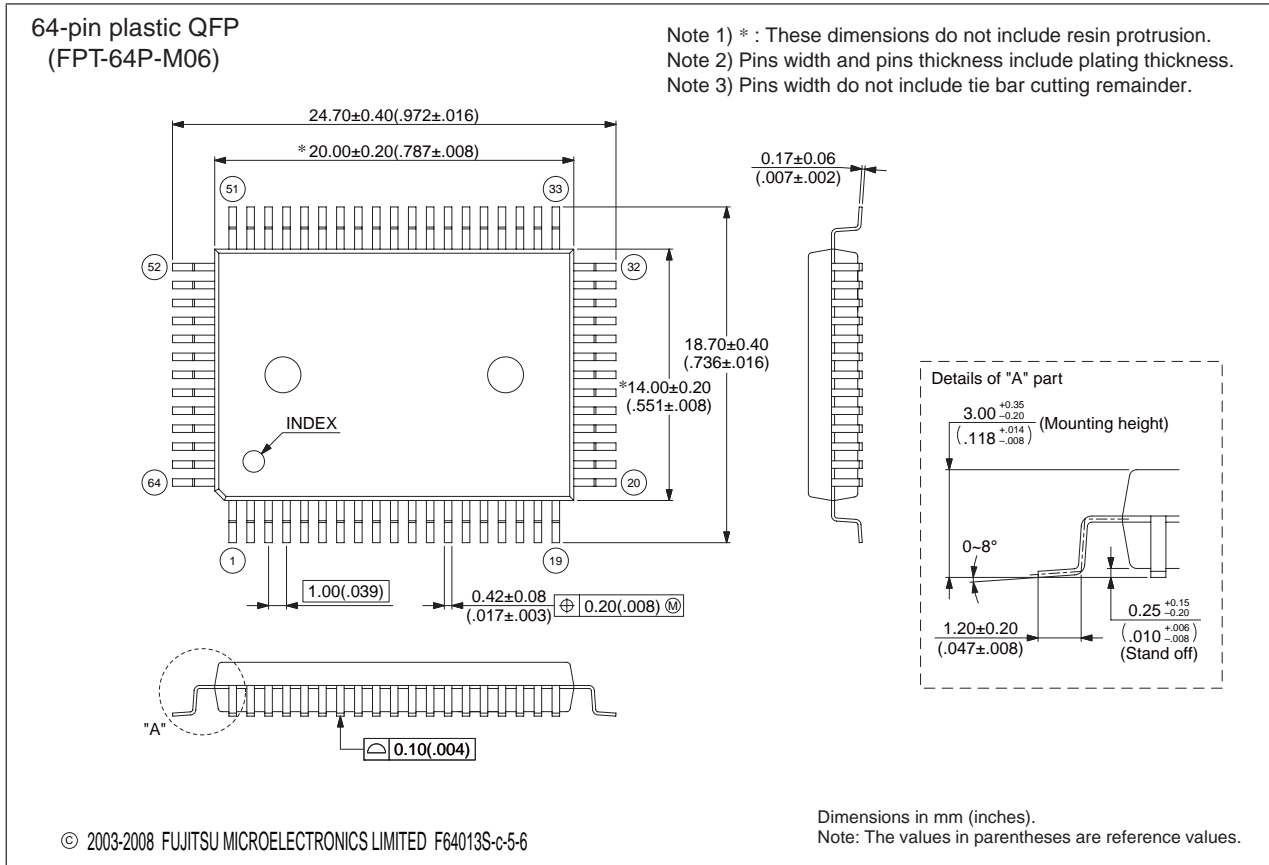 64-pin plastic QFP
(FPT-64P-M06)
Note 1) * : These dimensions do not include resin protrusion.
Note 2) Pins width and pins thickness include plating thickness.
Note 3) Pins width do not include tie bar cutting remainder.
24.70±0.40(.972±.016)
*20.00±0.20(.787±.008)
0.17±0.06
(.007±.002)
51
33
52
32
18.70±0.40
(.736±.016)
*14.00±0.20
(.551±.008)
INDEX
64
20
1
19
1.00(.039)
0.42±0.08
(.017±.003)
⌖ 0.20(.008) Ⓜ
Details of "A" part
3.00 +0.35 −0.20 (Mounting height)
(.118 +.014 −.008)
0~8°
1.20±0.20
(.047±.008)
0.25 +0.15 −0.20
(.010 +.006 −.008)
(Stand off)
"A"
⌓ 0.10(.004)
© 2003-2008 FUJITSU MICROELECTRONICS LIMITED F64013S-c-5-6
Dimensions in mm (inches).
Note: The values in parentheses are reference values.